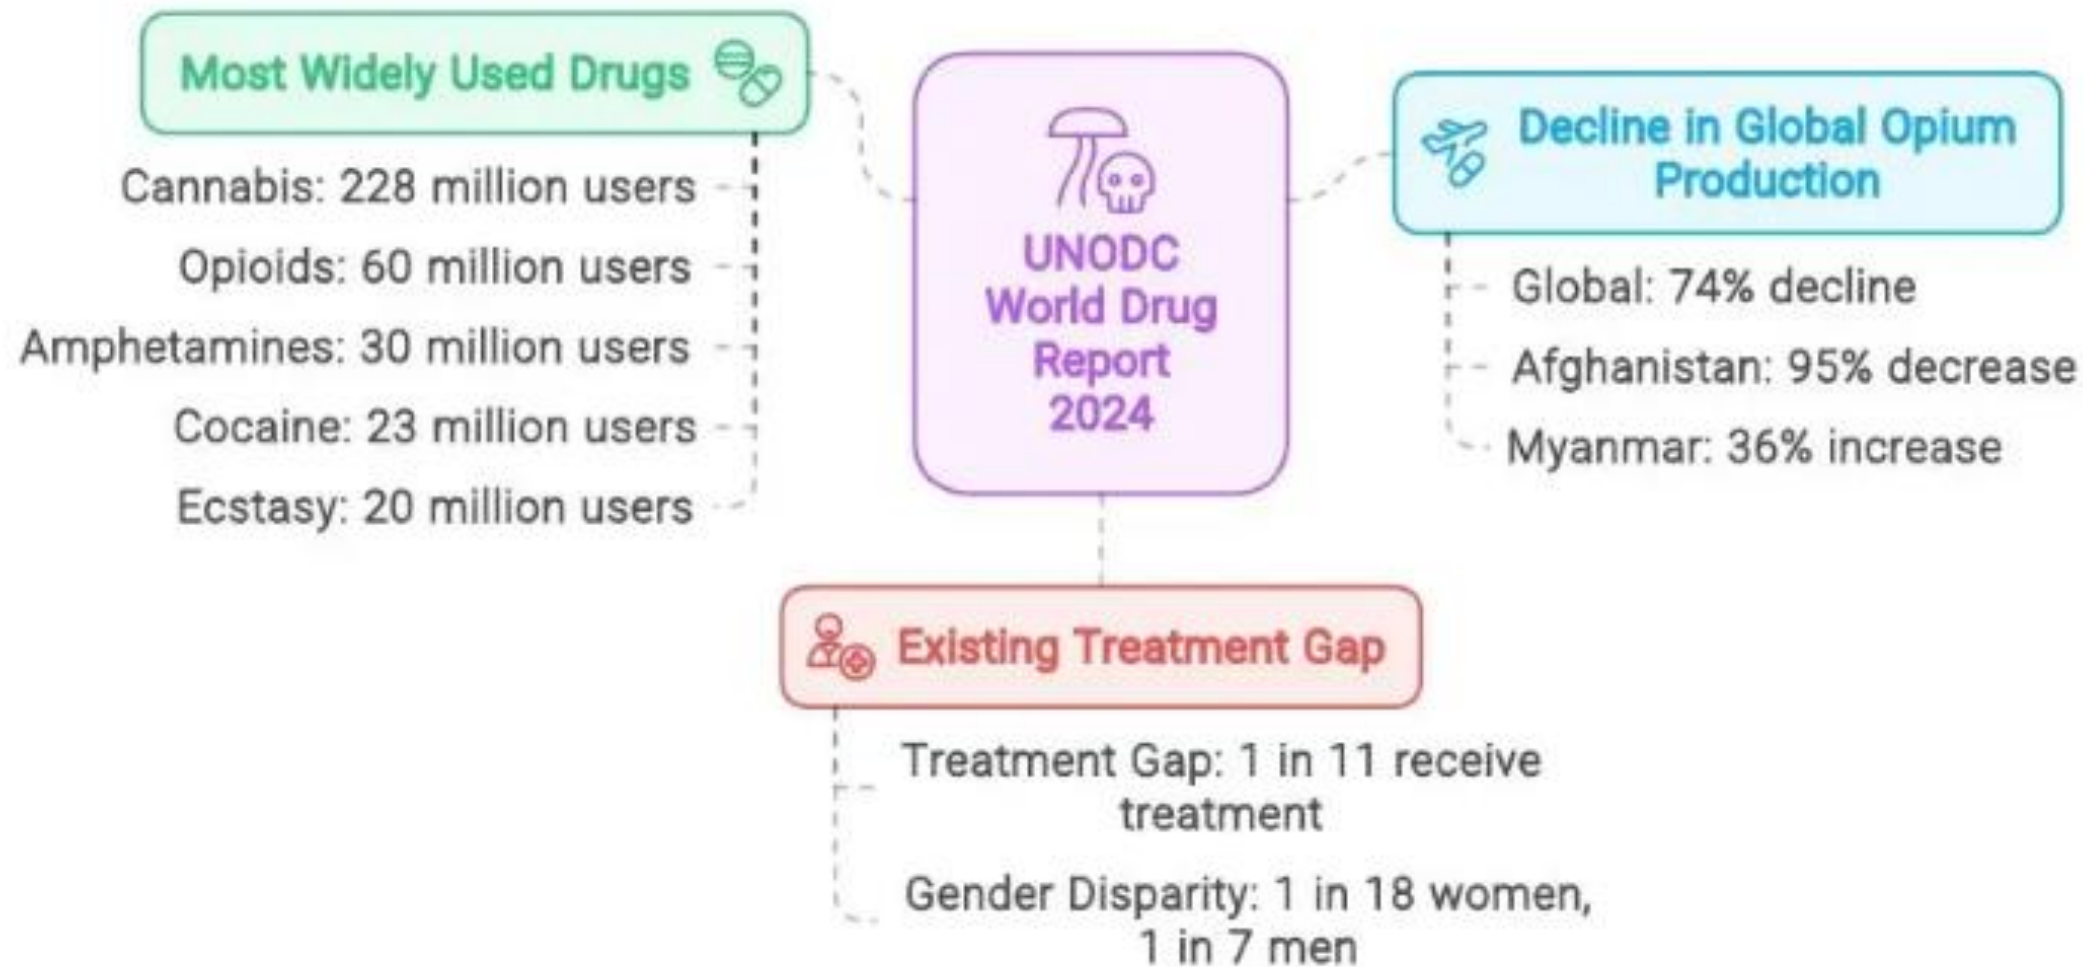 Most Widely Used Drugs
Cannabis: 228 million users
Opioids: 60 million users
Amphetamines: 30 million users
Cocaine: 23 million users
Ecstasy: 20 million users
UNODC
World Drug
Report
2024
Decline in Global Opium
Production
Global: 74% decline
Afghanistan: 95% decrease
Myanmar: 36% increase
Existing Treatment Gap
Treatment Gap: 1 in 11 receive
treatment
Gender Disparity: 1 in 18 women,
1 in 7 men